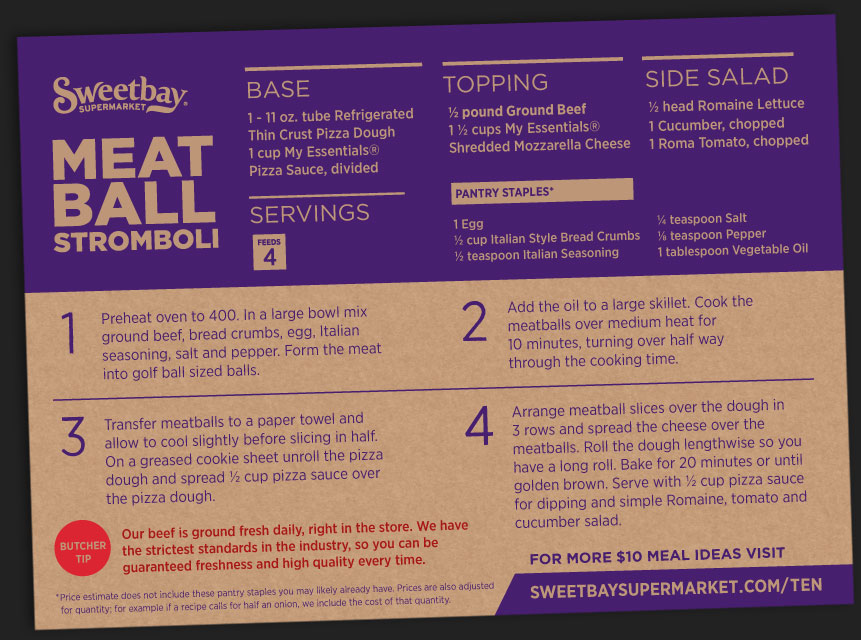 Sweetbay
SUPERMARKET
MEAT
BALL
STROMBOLI
BASE
1 - 11 oz. tube Refrigerated
Thin Crust Pizza Dough
1 cup My Essentials®
Pizza Sauce, divided
SERVINGS
FEEDS
4
TOPPING
½ pound Ground Beef
1 ½ cups My Essentials®
Shredded Mozzarella Cheese
SIDE SALAD
½ head Romaine Lettuce
1 Cucumber, chopped
1 Roma Tomato, chopped
PANTRY STAPLES*
1 Egg
½ cup Italian Style Bread Crumbs
½ teaspoon Italian Seasoning
¼ teaspoon Salt
⅛ teaspoon Pepper
1 tablespoon Vegetable Oil
1
Preheat oven to 400. In a large bowl mix
ground beef, bread crumbs, egg, Italian
seasoning, salt and pepper. Form the meat
into golf ball sized balls.
2
Add the oil to a large skillet. Cook the
meatballs over medium heat for
10 minutes, turning over half way
through the cooking time.
3
Transfer meatballs to a paper towel and
allow to cool slightly before slicing in half.
On a greased cookie sheet unroll the pizza
dough and spread ½ cup pizza sauce over
the pizza dough.
4
Arrange meatball slices over the dough in
3 rows and spread the cheese over the
meatballs. Roll the dough lengthwise so you
have a long roll. Bake for 20 minutes or until
golden brown. Serve with ½ cup pizza sauce
for dipping and simple Romaine, tomato and
cucumber salad.
BUTCHER
TIP
Our beef is ground fresh daily, right in the store. We have
the strictest standards in the industry, so you can be
guaranteed freshness and high quality every time.
*Price estimate does not include these pantry staples you may likely already have. Prices are also adjusted
for quantity; for example if a recipe calls for half an onion, we include the cost of that quantity.
FOR MORE $10 MEAL IDEAS VISIT
SWEETBAYSUPERMARKET.COM/TEN